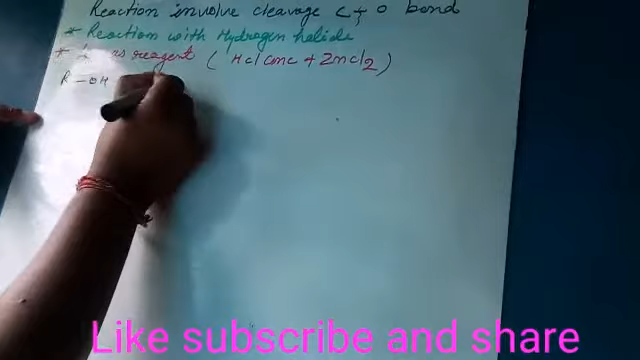 Reaction involve cleavage C + O bond
* Reaction with Hydrogen halide
* reagent ( HCl conc + ZnCl2 )
R - OH
Like subscribe and share